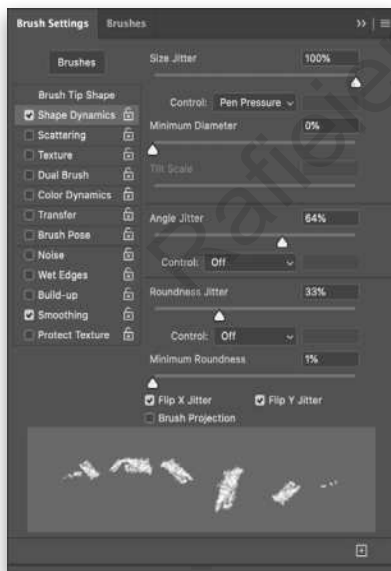 Brush Settings Brushes
Brushes
Brush Tip Shape
Shape Dynamics
Scattering
Texture
Dual Brush
Color Dynamics
Transfer
Brush Pose
Noise
Wet Edges
Build-up
Smoothing
Protect Texture
Size Jitter 100%
Control: Pen Pressure
Minimum Diameter 0%
Tilt Scale
Angle Jitter 64%
Control: Off
Roundness Jitter 33%
Control: Off
Minimum Roundness 1%
Flip X Jitter Flip Y Jitter
Brush Projection